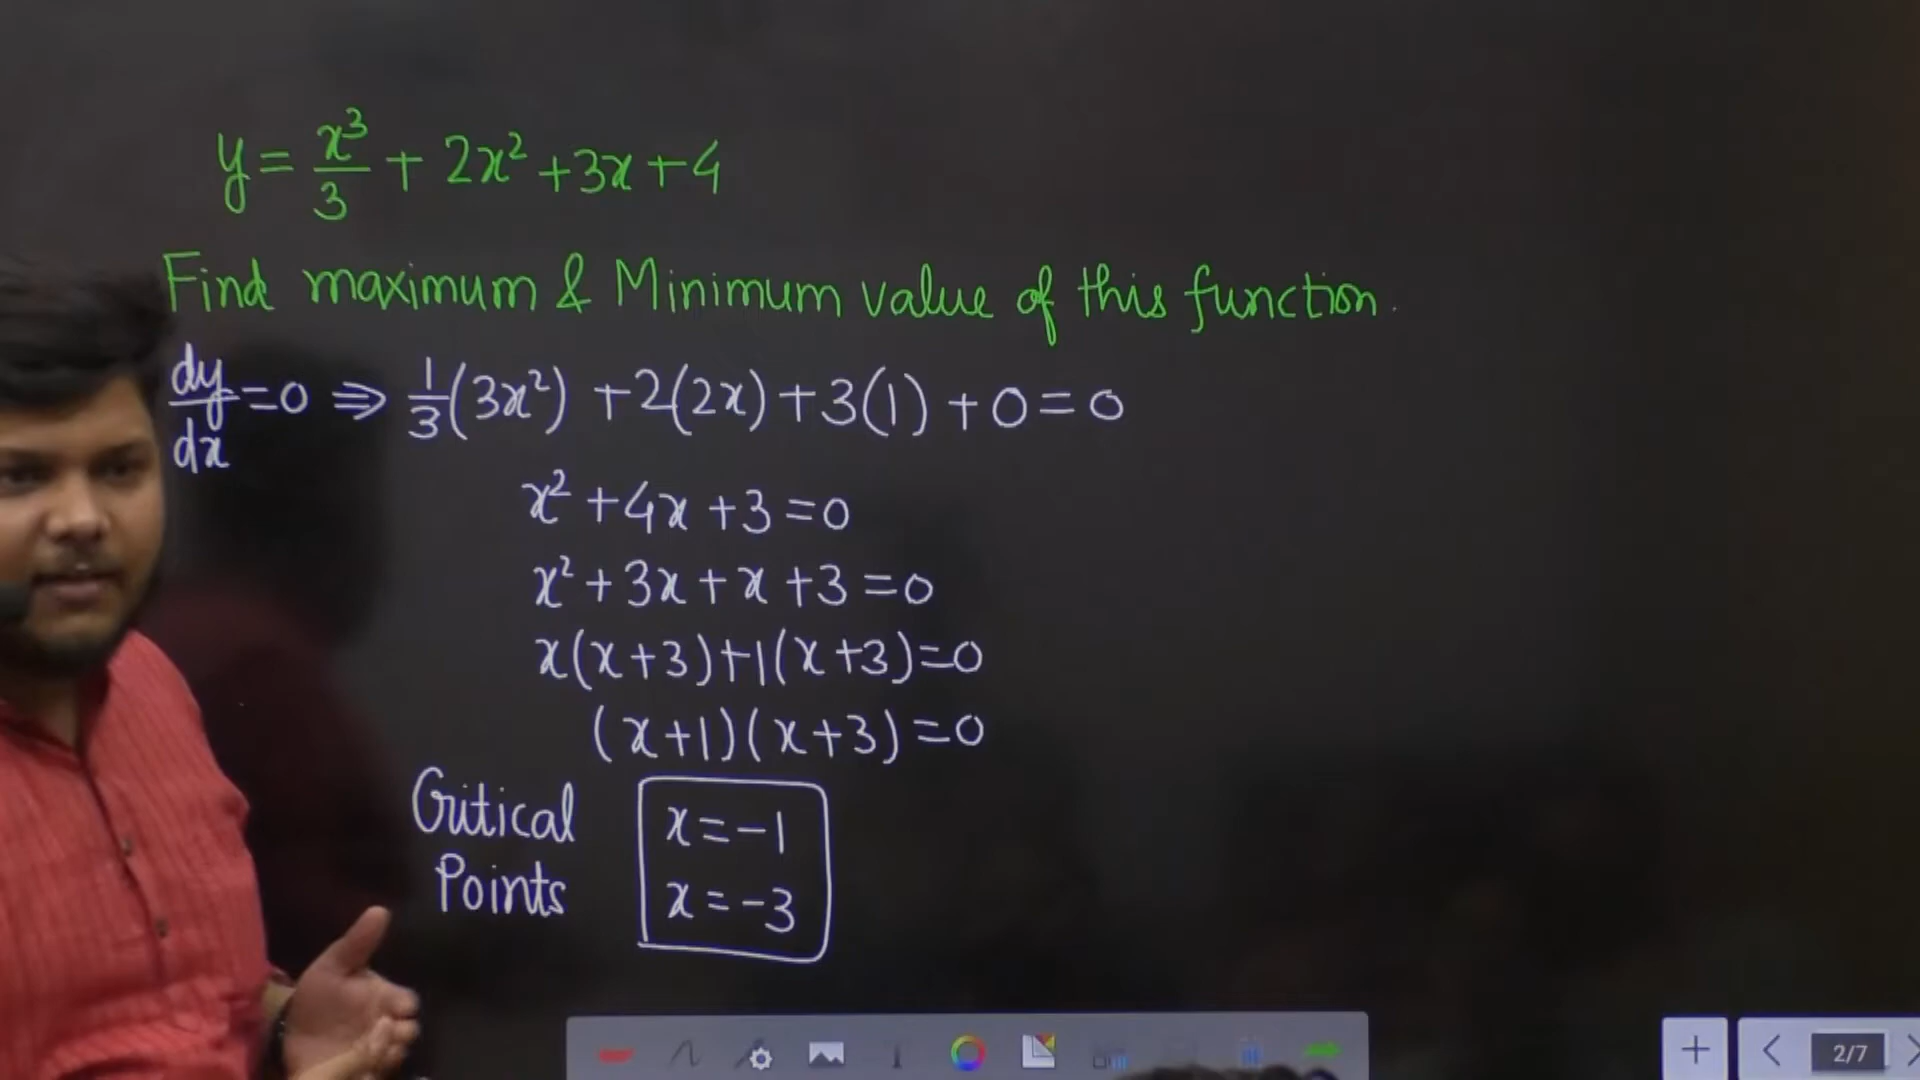 y = x³/3 + 2x² + 3x + 4
Find maximum & Minimum value of this function.
dy/dx = 0 ⇒ 1/3(3x²) + 2(2x) + 3(1) + 0 = 0
x² + 4x + 3 = 0
x² + 3x + x + 3 = 0
x(x+3) + 1(x+3) = 0
(x+1)(x+3) = 0
Critical Points
x = -1
x = -3
2/7